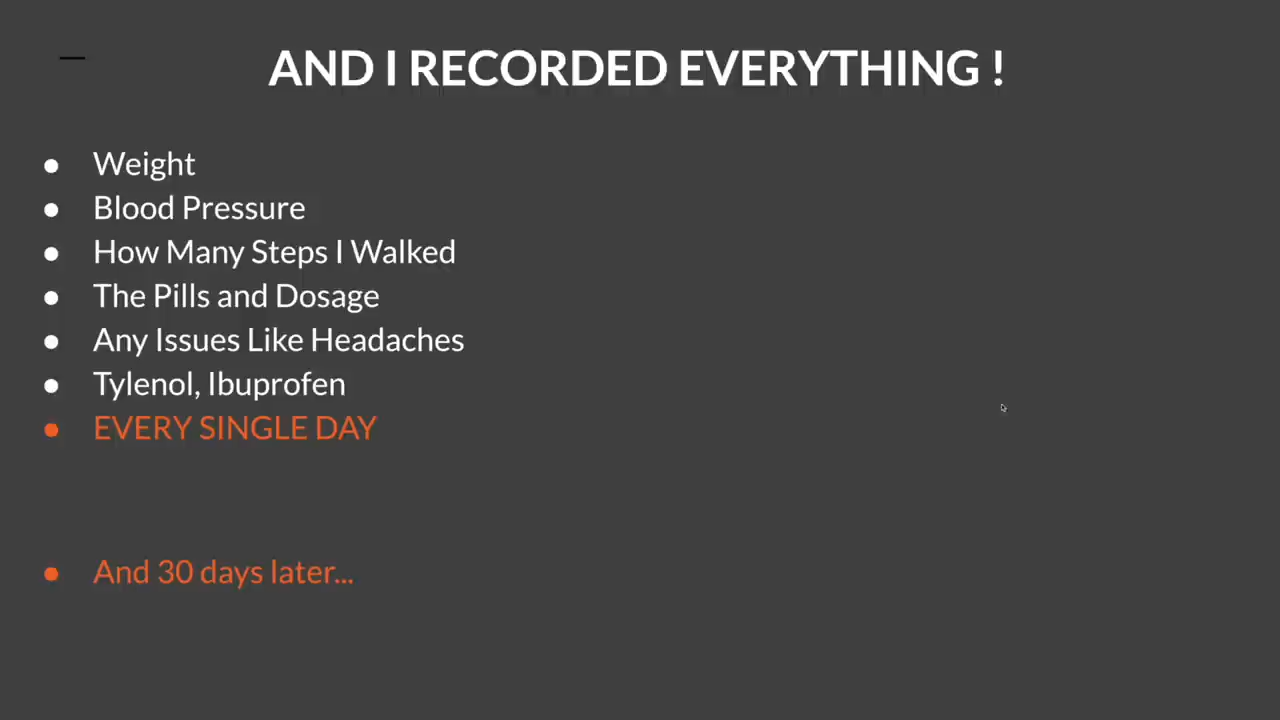 AND I RECORDED EVERYTHING !
● Weight
● Blood Pressure
● How Many Steps I Walked
● The Pills and Dosage
● Any Issues Like Headaches
● Tylenol, Ibuprofen
● EVERY SINGLE DAY
● And 30 days later...